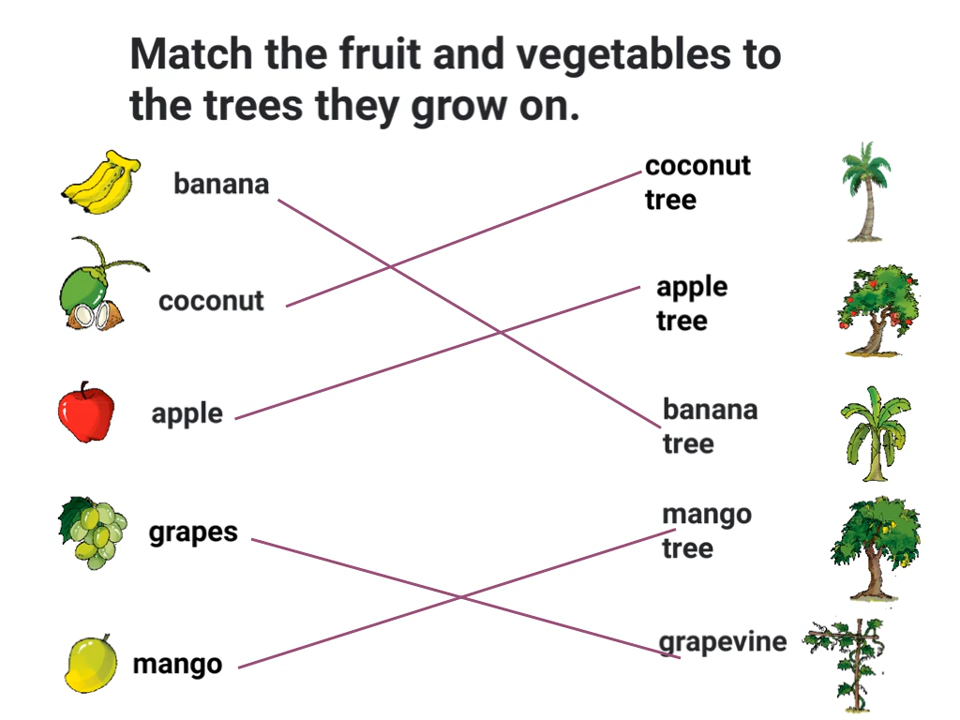 Match the fruit and vegetables to
the trees they grow on.
banana
coconut
tree
coconut
apple
tree
apple
banana
tree
grapes
mango
tree
mango
grapevine